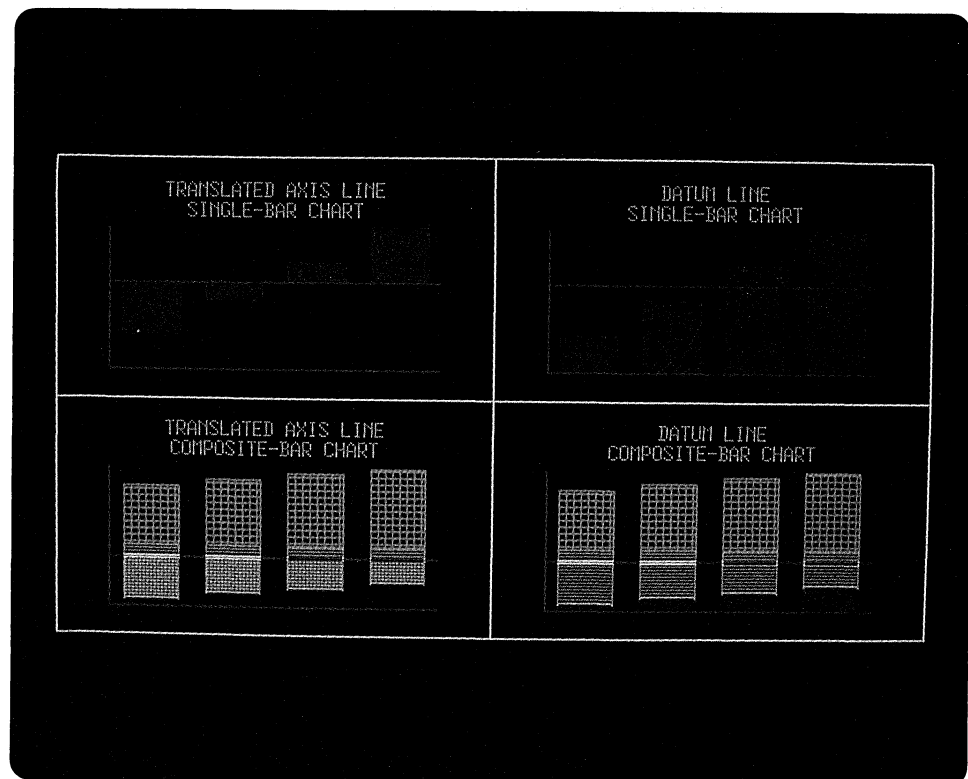 TRANSLATED AXIS LINE
SINGLE-BAR CHART
DATUM LINE
SINGLE-BAR CHART
TRANSLATED AXIS LINE
COMPOSITE-BAR CHART
DATUM LINE
COMPOSITE-BAR CHART